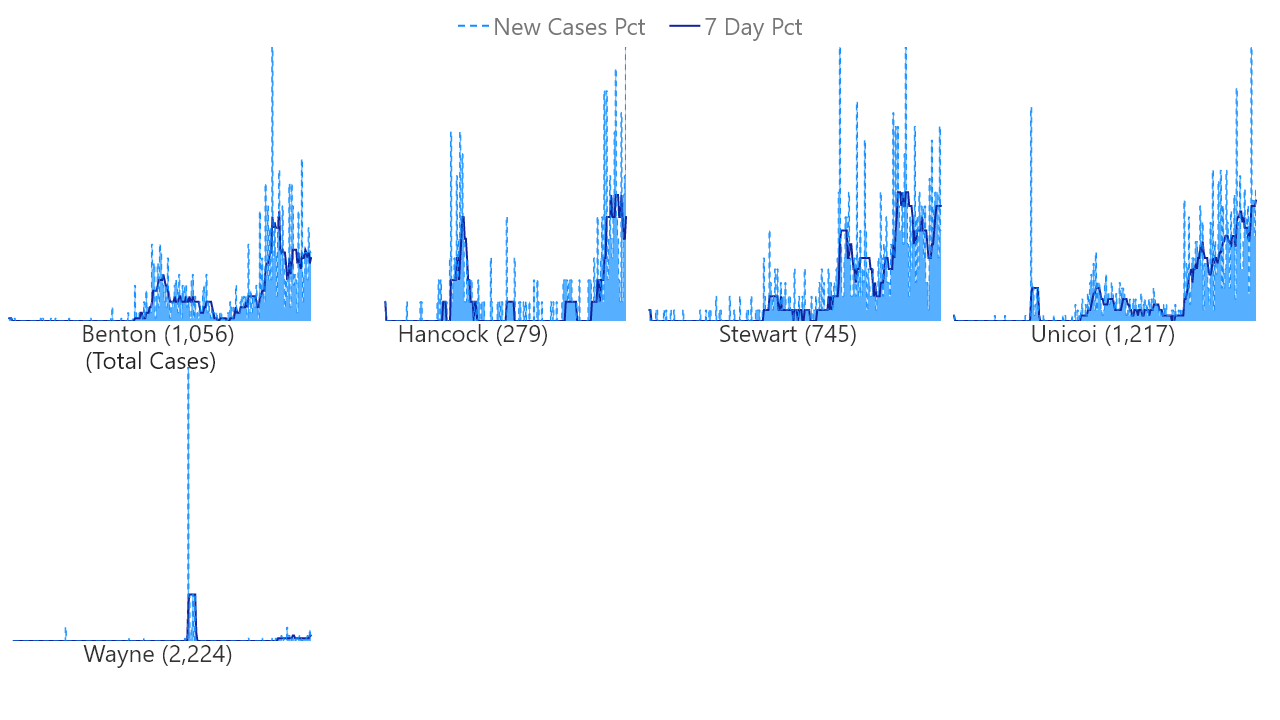 New Cases Pct 7 Day Pct
Benton (1,056) Hancock (279) Stewart (745) Unicoi (1,217)
(Total Cases)
Wayne (2,224)